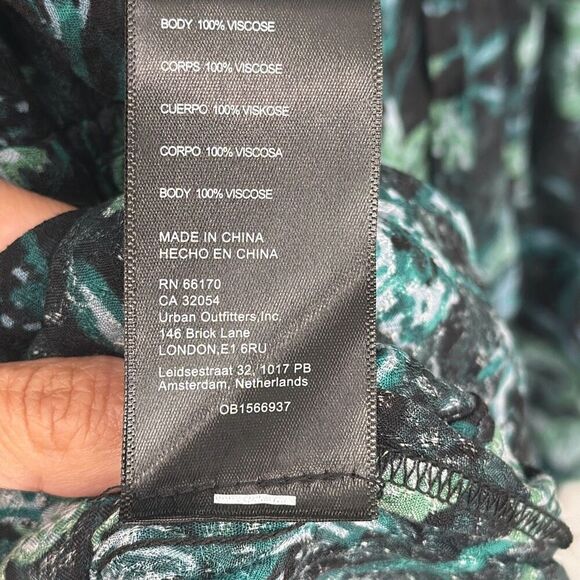 BODY 100% VISCOSE
CORPS 100% VISCOSE
CUERPO 100% VISKOSE
CORPO 100% VISCOSA
BODY 100% VISCOSE
MADE IN CHINA
HECHO EN CHINA
RN 66170
CA 32054
Urban Outfitters,Inc.
146 Brick Lane
LONDON,E1 6RU
Leidsestraat 32, 1017 PB
Amsterdam, Netherlands
OB1566937